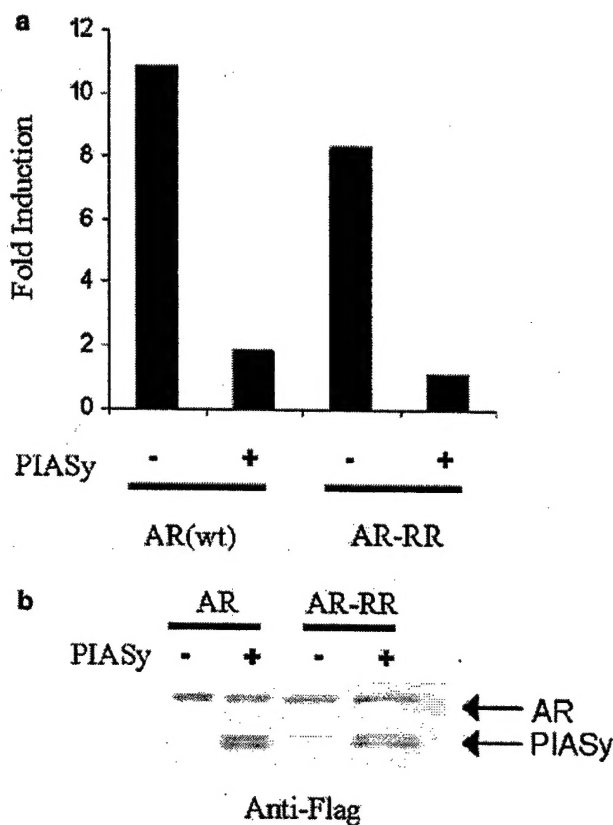 a
12
10
8
6
4
2
0
Fold Induction
PIASy - + - +
AR(wt) AR-RR
b
AR AR-RR
PIASy - + - +
AR
PIASy
Anti-Flag